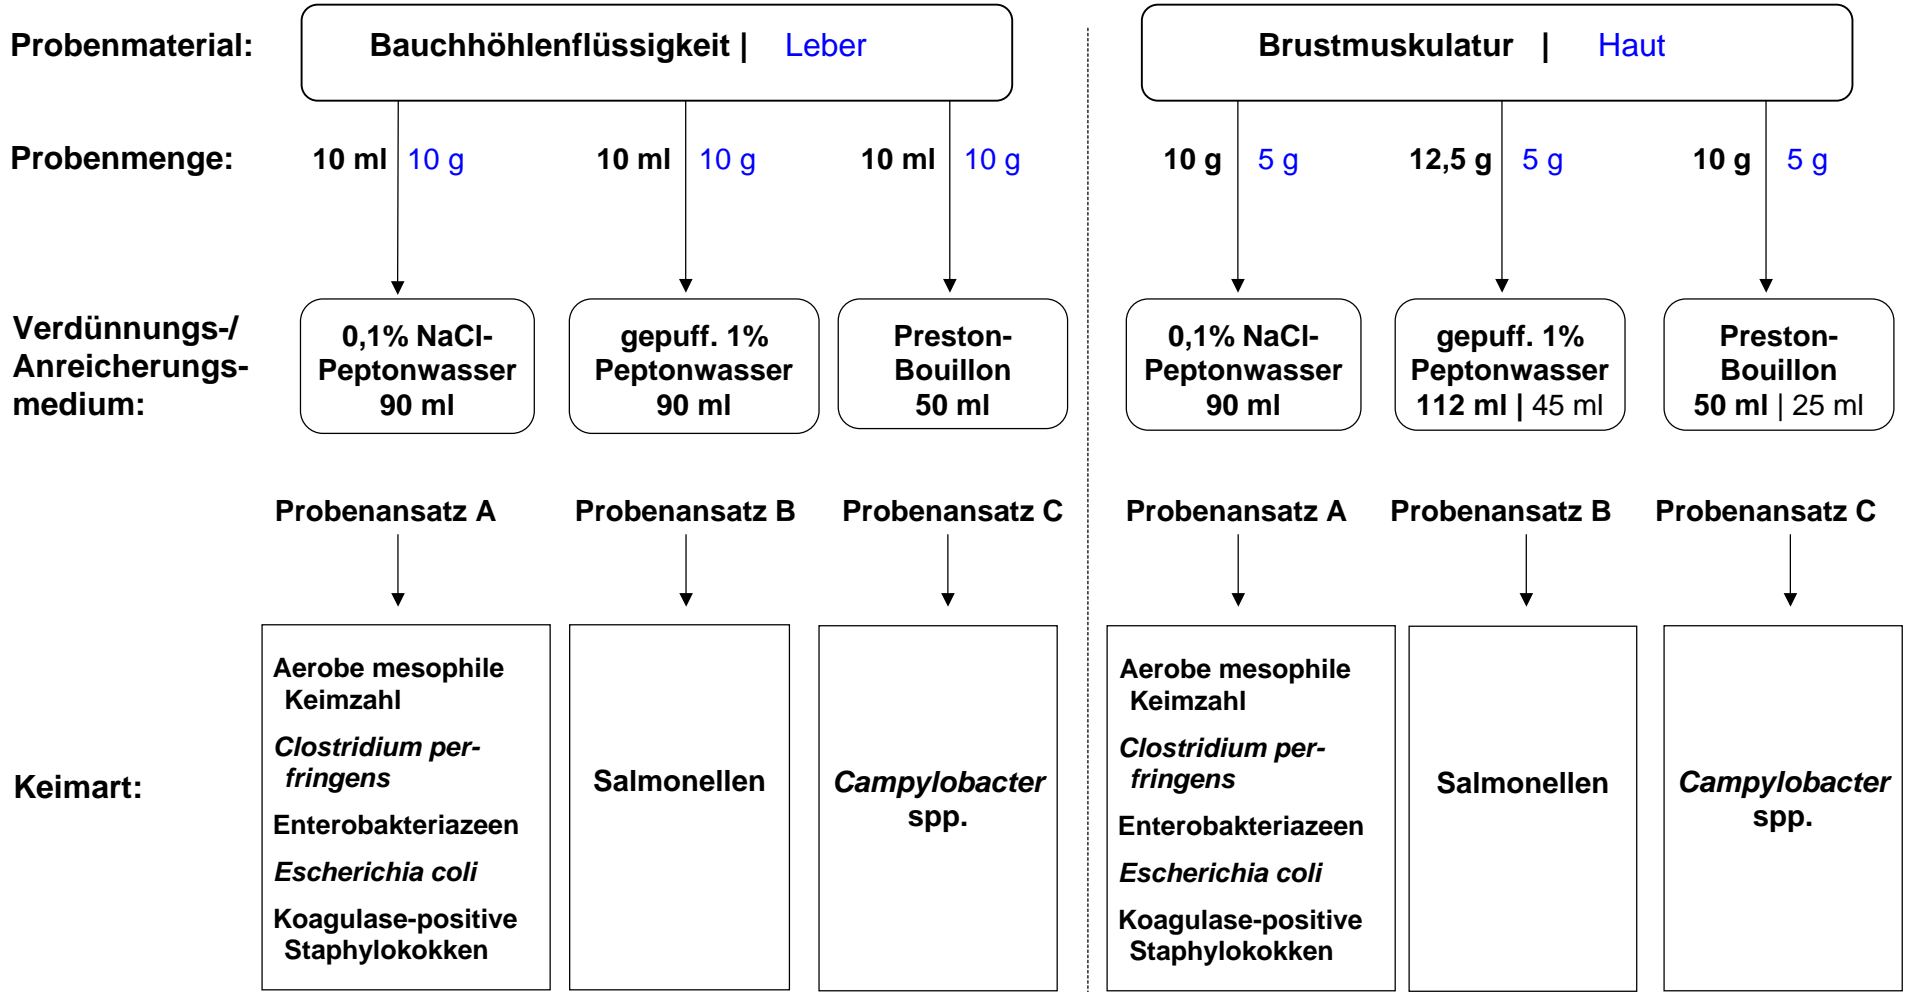 Probenmaterial:
Bauchhöhlenflüssigkeit | Leber
Brustmuskulatur | Haut
Probenmenge:
10 ml 10 g
10 ml 10 g
10 ml 10 g
10 g 5 g
12,5 g 5 g
10 g 5 g
Verdünnungs-/
Anreicherungs-
medium:
0,1% NaCl-
Peptonwasser
90 ml
gepuff. 1%
Peptonwasser
90 ml
Preston-
Bouillon
50 ml
0,1% NaCl-
Peptonwasser
90 ml
gepuff. 1%
Peptonwasser
112 ml | 45 ml
Preston-
Bouillon
50 ml | 25 ml
Probenansatz A
Probenansatz B
Probenansatz C
Probenansatz A
Probenansatz B
Probenansatz C
Keimart:
Aerobe mesophile
Keimzahl
Clostridium per-
fringens
Enterobakteriazeen
Escherichia coli
Koagulase-positive
Staphylokokken
Salmonellen
Campylobacter
spp.
Aerobe mesophile
Keimzahl
Clostridium per-
fringens
Enterobakteriazeen
Escherichia coli
Koagulase-positive
Staphylokokken
Salmonellen
Campylobacter
spp.